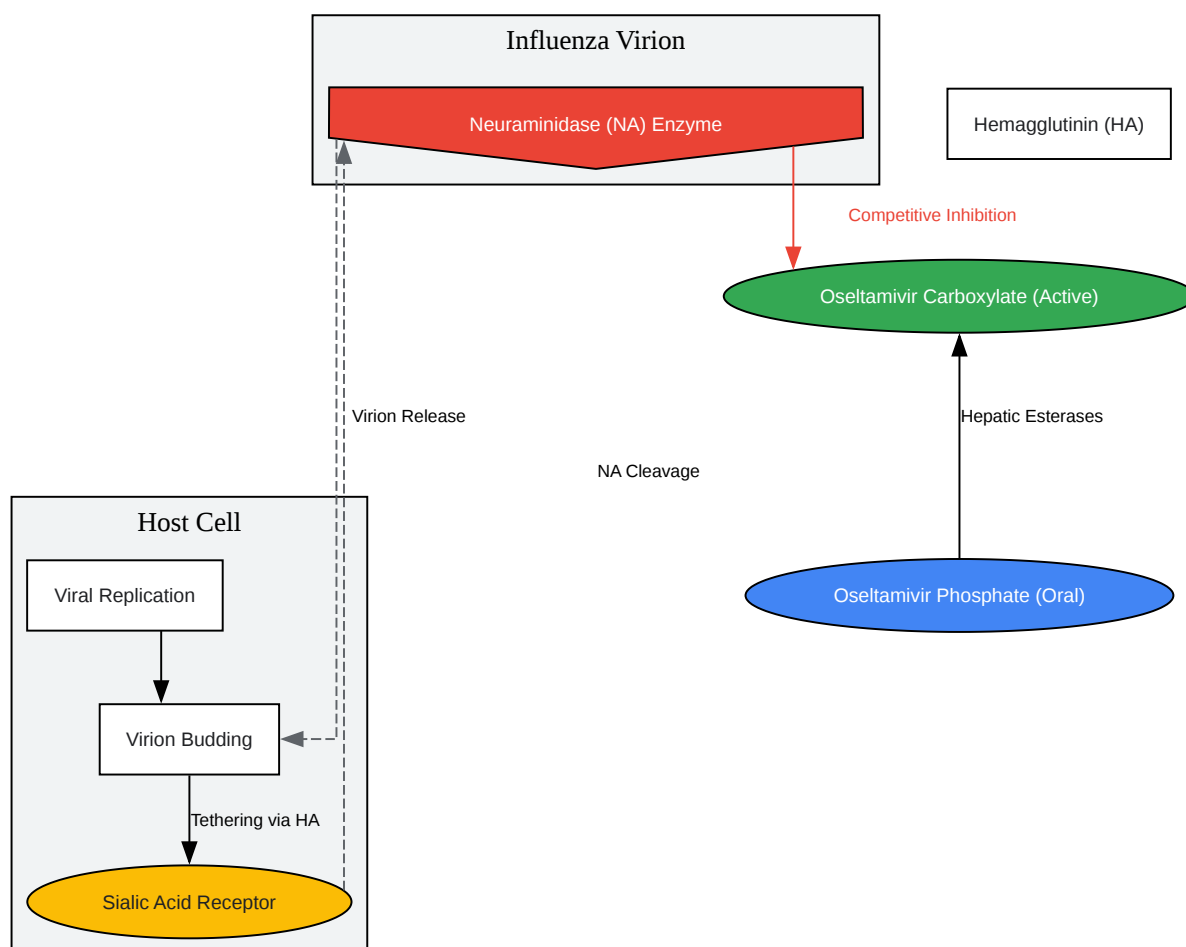 Influenza Virion
Neuraminidase (NA) Enzyme
Hemagglutinin (HA)
Competitive Inhibition
Oseltamivir Carboxylate (Active)
Virion Release
Hepatic Esterases
NA Cleavage
Host Cell
Viral Replication
Oseltamivir Phosphate (Oral)
Virion Budding
Tethering via HA
Sialic Acid Receptor